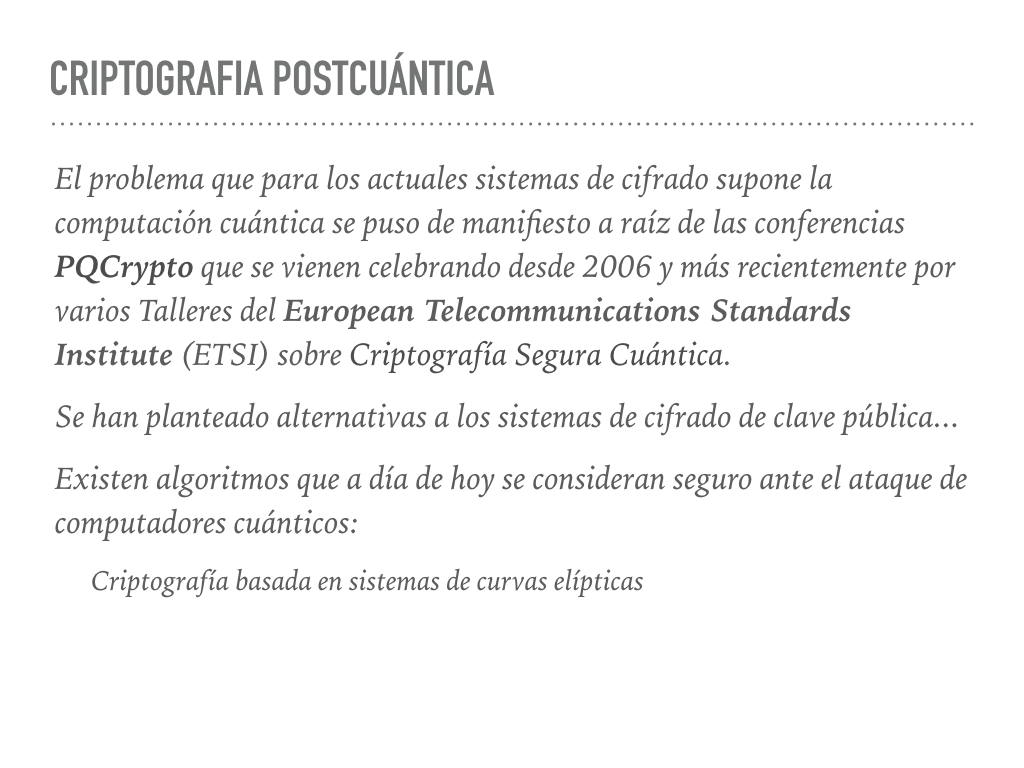 CRIPTOGRAFIA POSTCUÁNTICA
El problema que para los actuales sistemas de cifrado supone la
computación cuántica se puso de manifiesto a raíz de las conferencias
PQCrypto que se vienen celebrando desde 2006 y más recientemente por
varios Talleres del European Telecommunications Standards
Institute (ETSI) sobre Criptografía Segura Cuántica.
Se han planteado alternativas a los sistemas de cifrado de clave pública…
Existen algoritmos que a día de hoy se consideran seguro ante el ataque de
computadores cuánticos:
Criptografía basada en sistemas de curvas elípticas